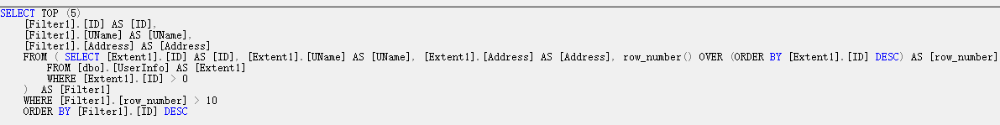 SELECT TOP (5)
[Filter1].[ID] AS [ID],
[Filter1].[UName] AS [UName],
[Filter1].[Address] AS [Address]
FROM ( SELECT [Extent1].[ID] AS [ID], [Extent1].[UName] AS [UName], [Extent1].[Address] AS [Address], row_number() OVER (ORDER BY [Extent1].[ID] DESC) AS [row_number]
FROM [dbo].[UserInfo] AS [Extent1]
WHERE [Extent1].[ID] > 0
) AS [Filter1]
WHERE [Filter1].[row_number] > 10
ORDER BY [Filter1].[ID] DESC